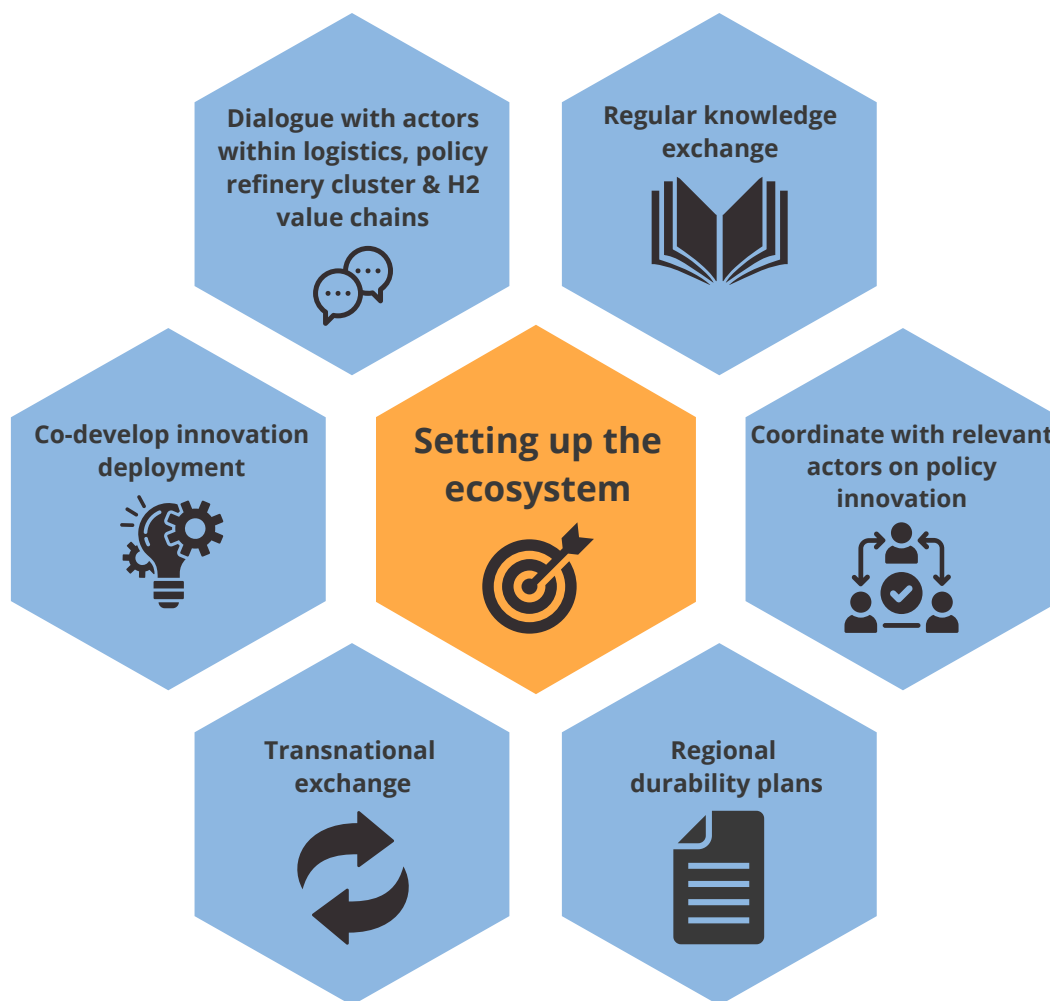 Dialogue with actors
within logistics, policy
refinery cluster & H2
value chains
Regular knowledge
exchange
Co-develop innovation
deployment
Setting up the
ecosystem
Coordinate with relevant
actors on policy
innovation
Transnational
exchange
Regional
durability plans